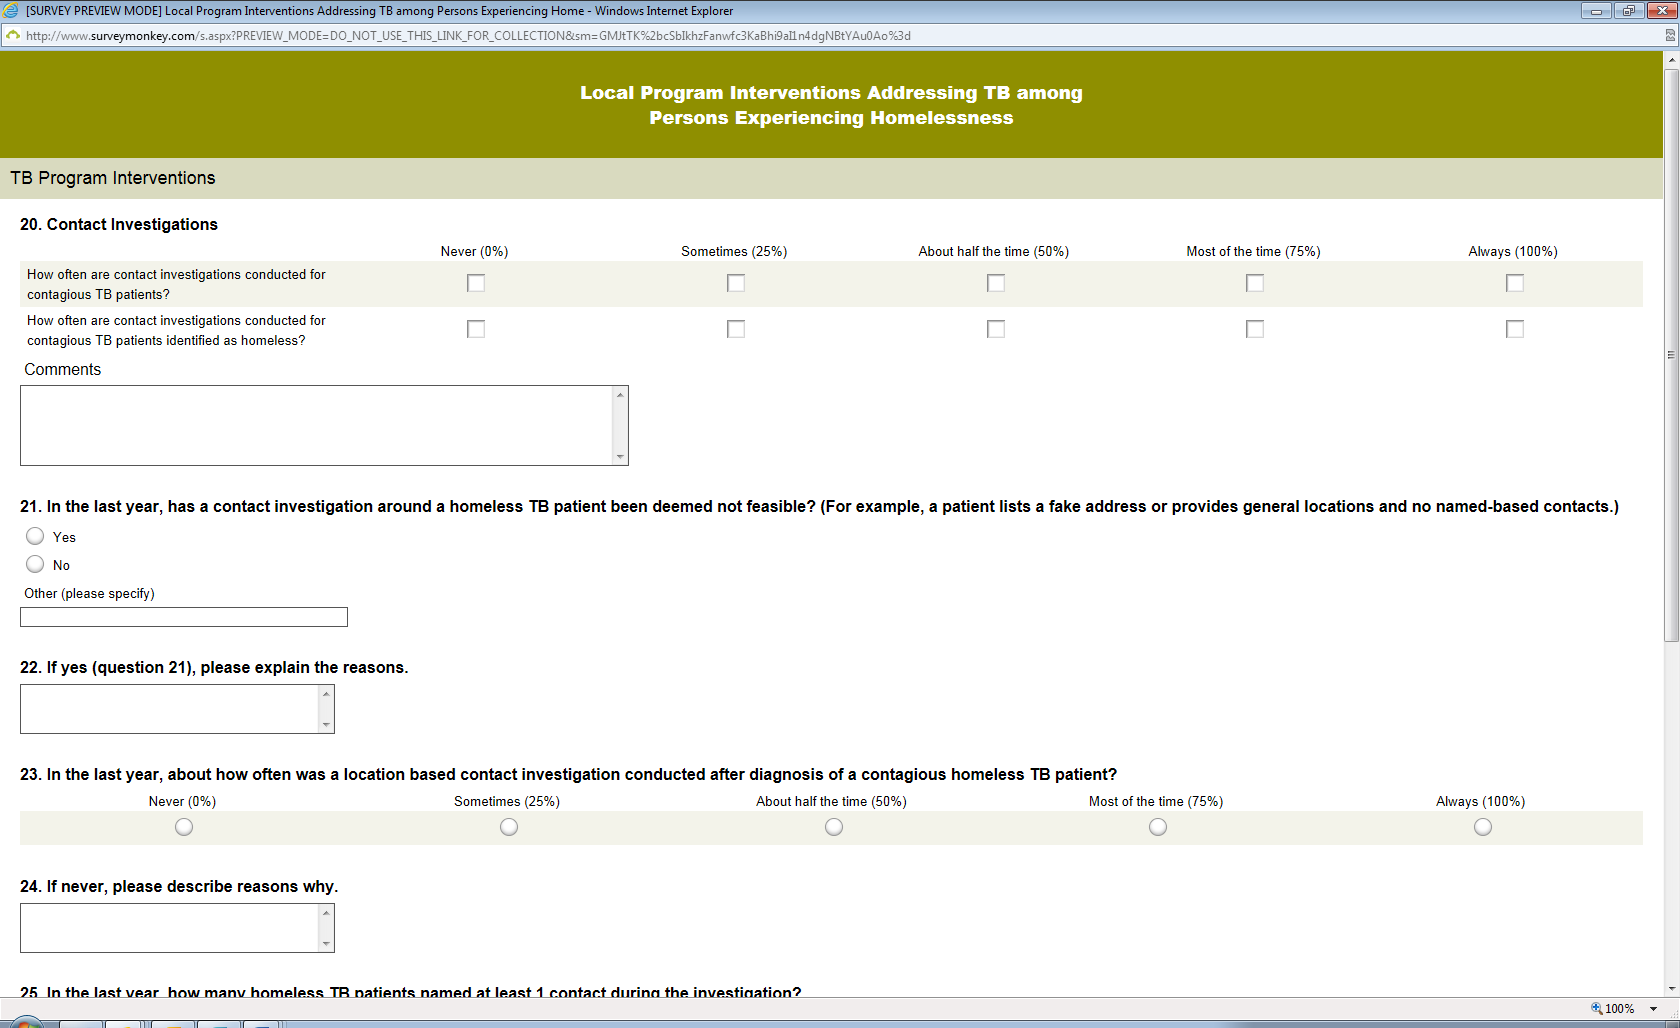 [SURVEY PREVIEW MODE] Local Program Interventions Addressing TB among Persons Experiencing Home - Windows Internet Explorer
http://www.surveymonkey.com/s.aspx?PREVIEW_MODE=DO_NOT_USE_THIS_LINK_FOR_COLLECTION&sm=GMJtTK%2bcSbIkhzFanwfc3KaBhi9aI1n4dgNBtYAu0Ao%3d
Local Program Interventions Addressing TB among
Persons Experiencing Homelessness
TB Program Interventions
20. Contact Investigations
Never (0%) Sometimes (25%) About half the time (50%) Most of the time (75%) Always (100%)
How often are contact investigations conducted for
contagious TB patients?
How often are contact investigations conducted for
contagious TB patients identified as homeless?
Comments
21. In the last year, has a contact investigation around a homeless TB patient been deemed not feasible? (For example, a patient lists a fake address or provides general locations and no named-based contacts.)
Yes
No
Other (please specify)
22. If yes (question 21), please explain the reasons.
23. In the last year, about how often was a location based contact investigation conducted after diagnosis of a contagious homeless TB patient?
Never (0%) Sometimes (25%) About half the time (50%) Most of the time (75%) Always (100%)
24. If never, please describe reasons why.
25. In the last year, how many homeless TB patients named at least 1 contact during the investigation?
100%